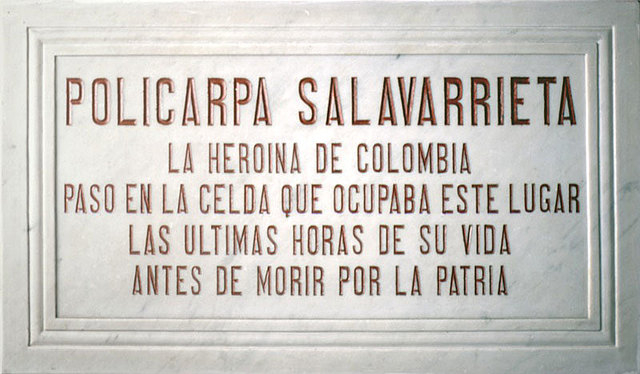 POLICARPA SALAVARRIETA
LA HEROINA DE COLOMBIA
PASO EN LA CELDA QUE OCUPABA ESTE LUGAR
LAS ULTIMAS HORAS DE SU VIDA
ANTES DE MORIR POR LA PATRIA